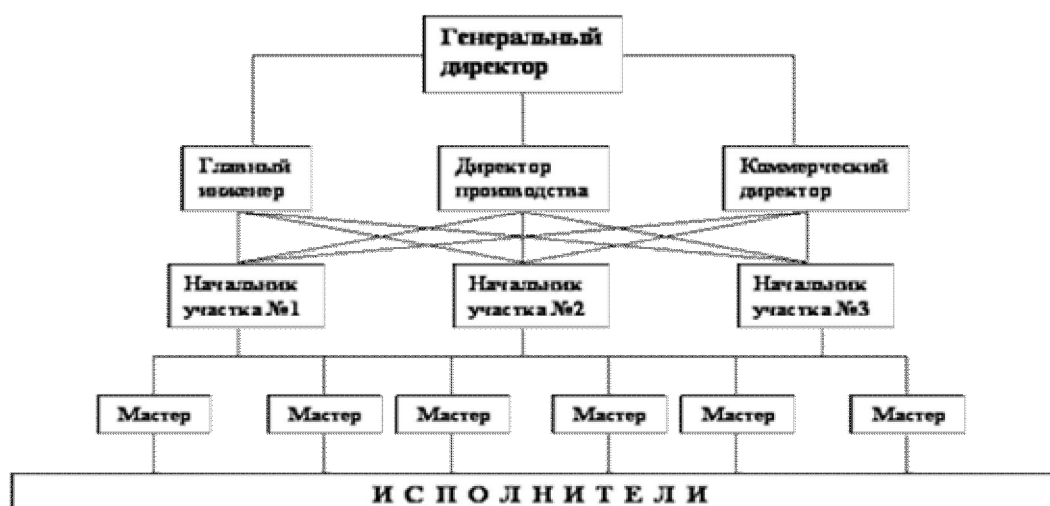 Генеральный
директор
Главный
инженер
Директор
производства
Коммерческий
директор
Начальник
участка №1
Начальник
участка №2
Начальник
участка №3
Мастер
Мастер
Мастер
Мастер
Мастер
Мастер
ИСПОЛНИТЕЛИ